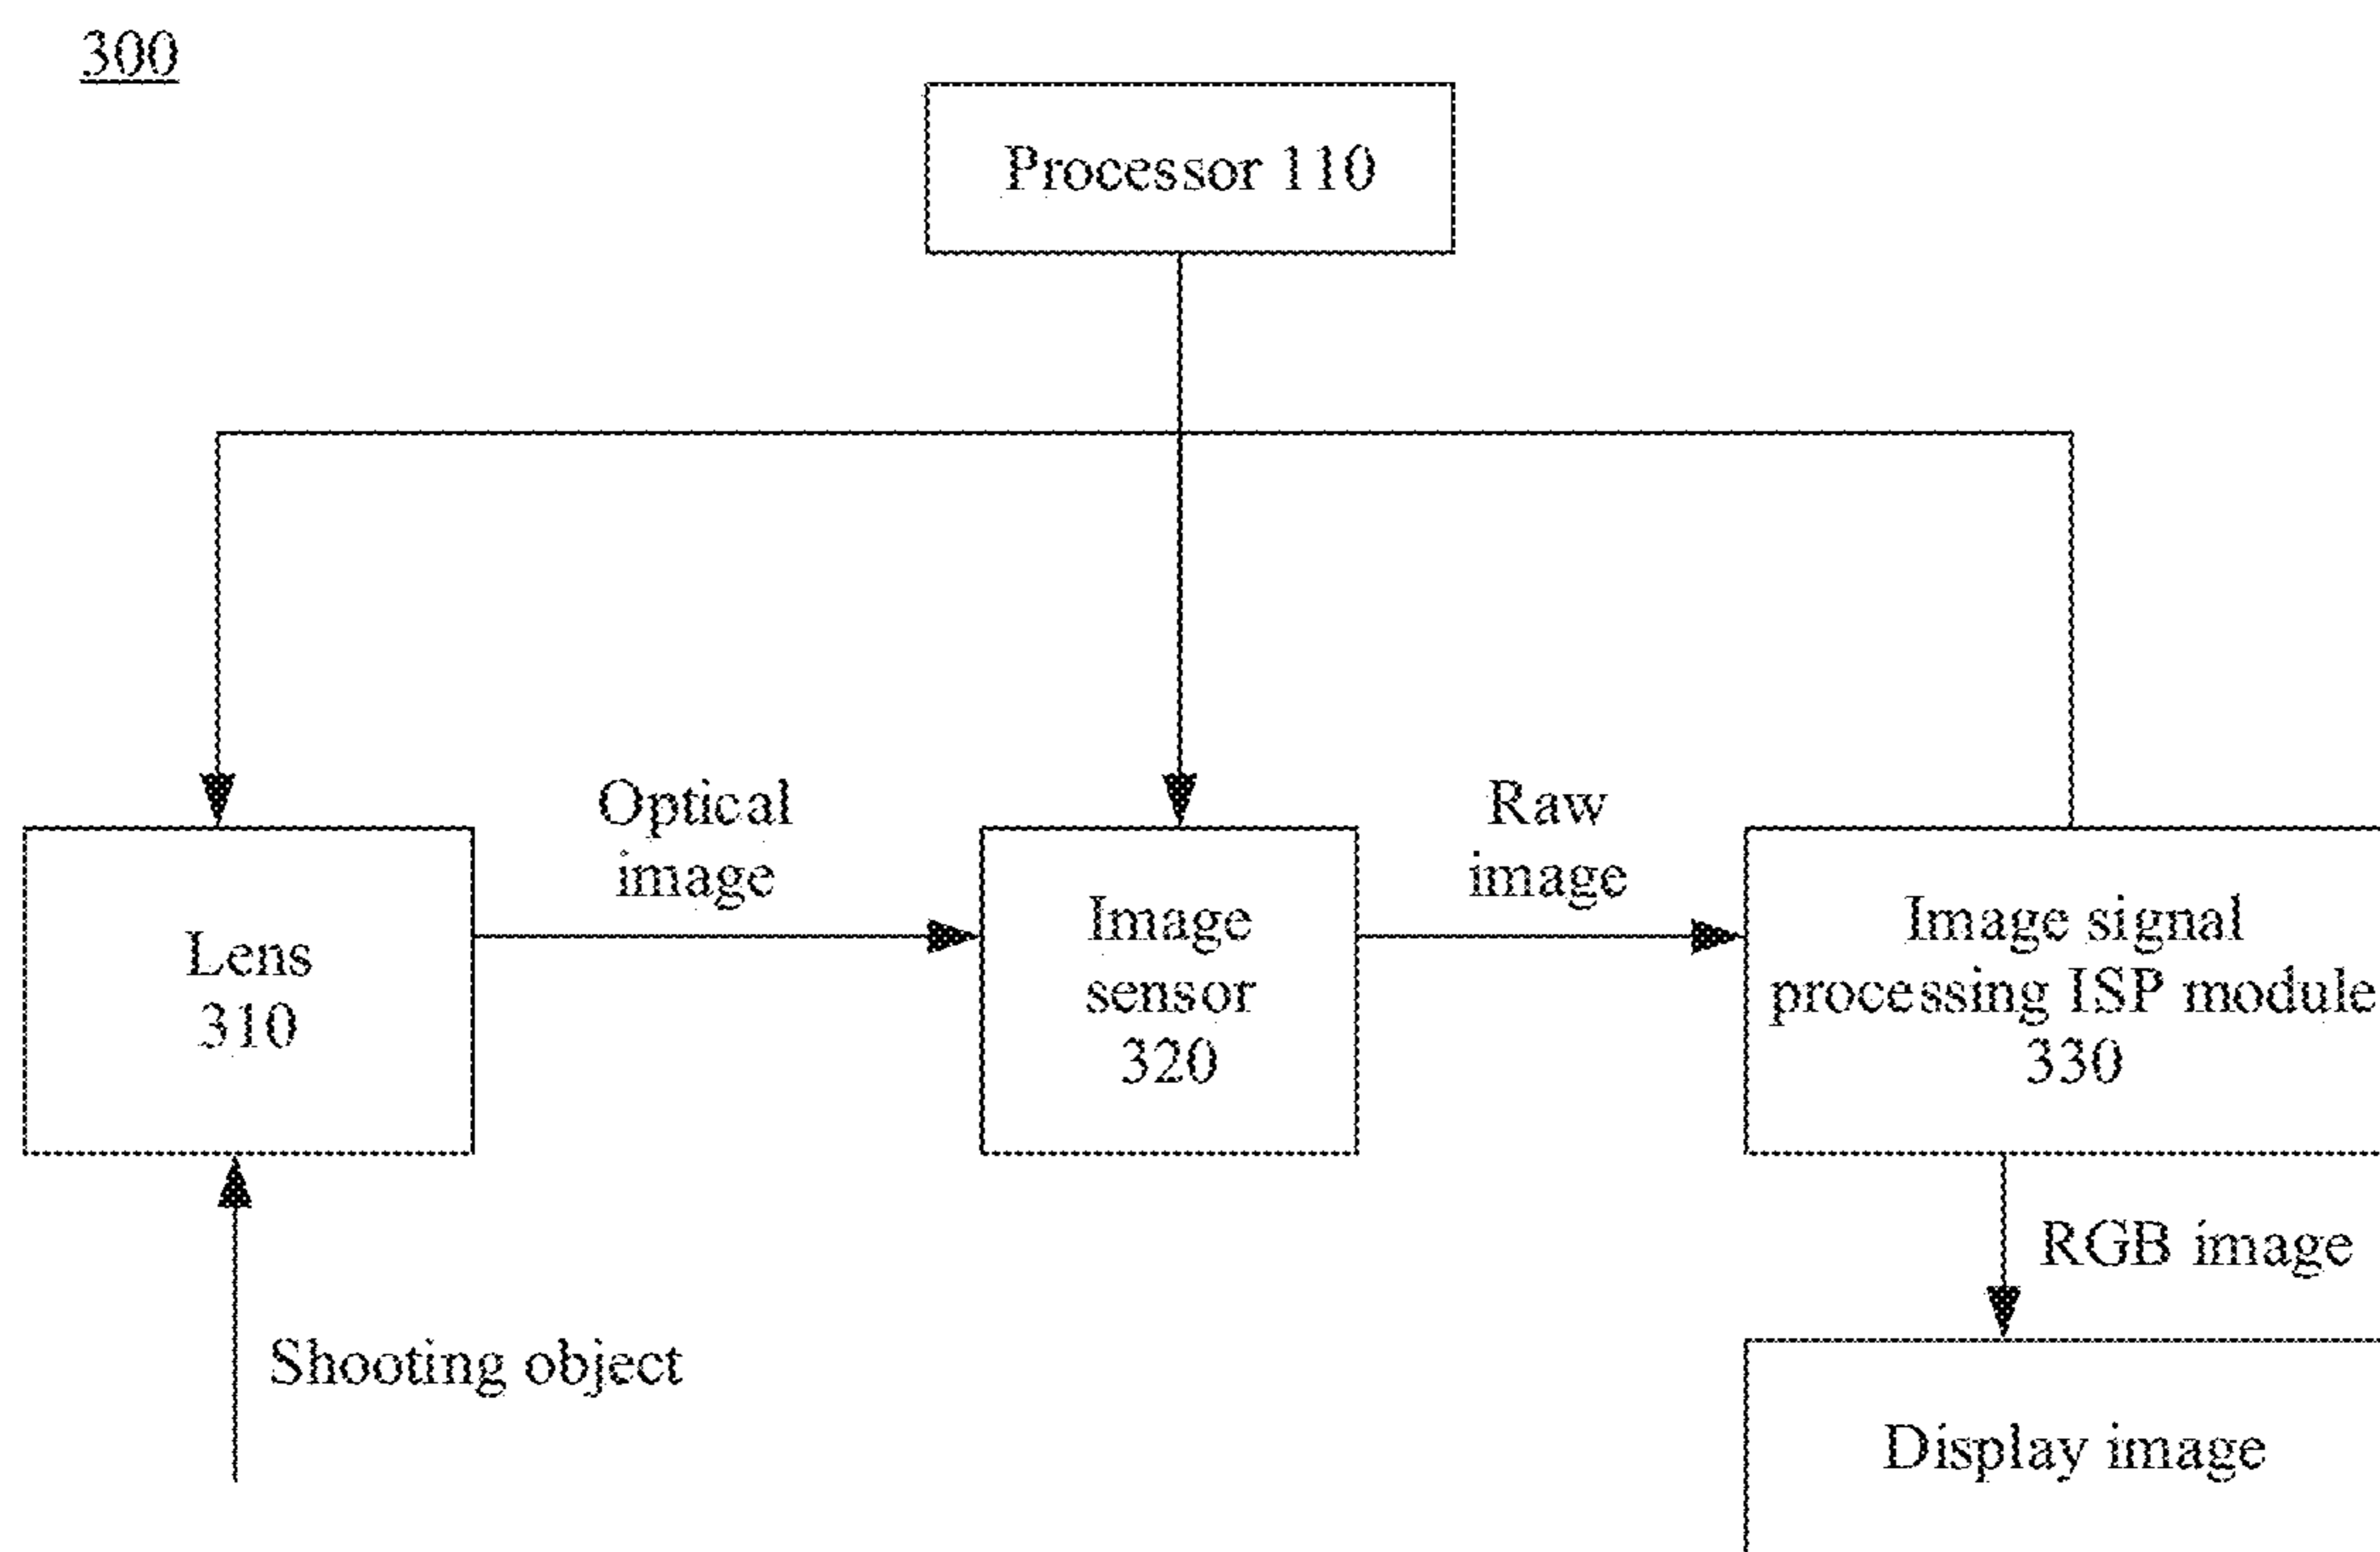 300
Processor 110
Optical
image
Raw
image
Lens
310
Image
sensor
320
Image signal
processing ISP module
330
RGB image
Shooting object
Display image